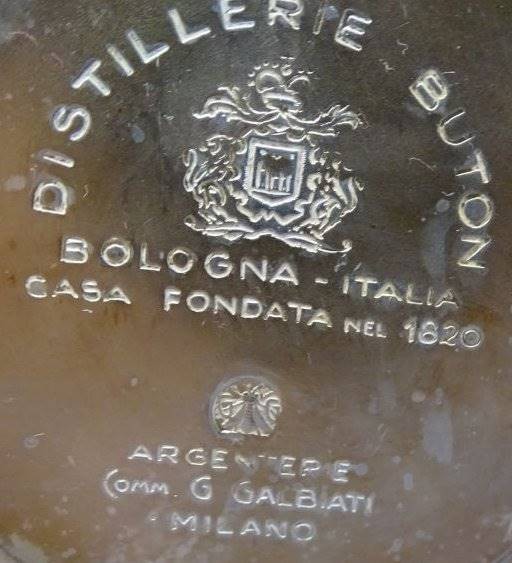 DISTILLERIE BUTON
BOLOGNA - ITALIA
CASA FONDATA NEL 1820
ARGENTERIE
COMM. G GALBIATI
MILANO